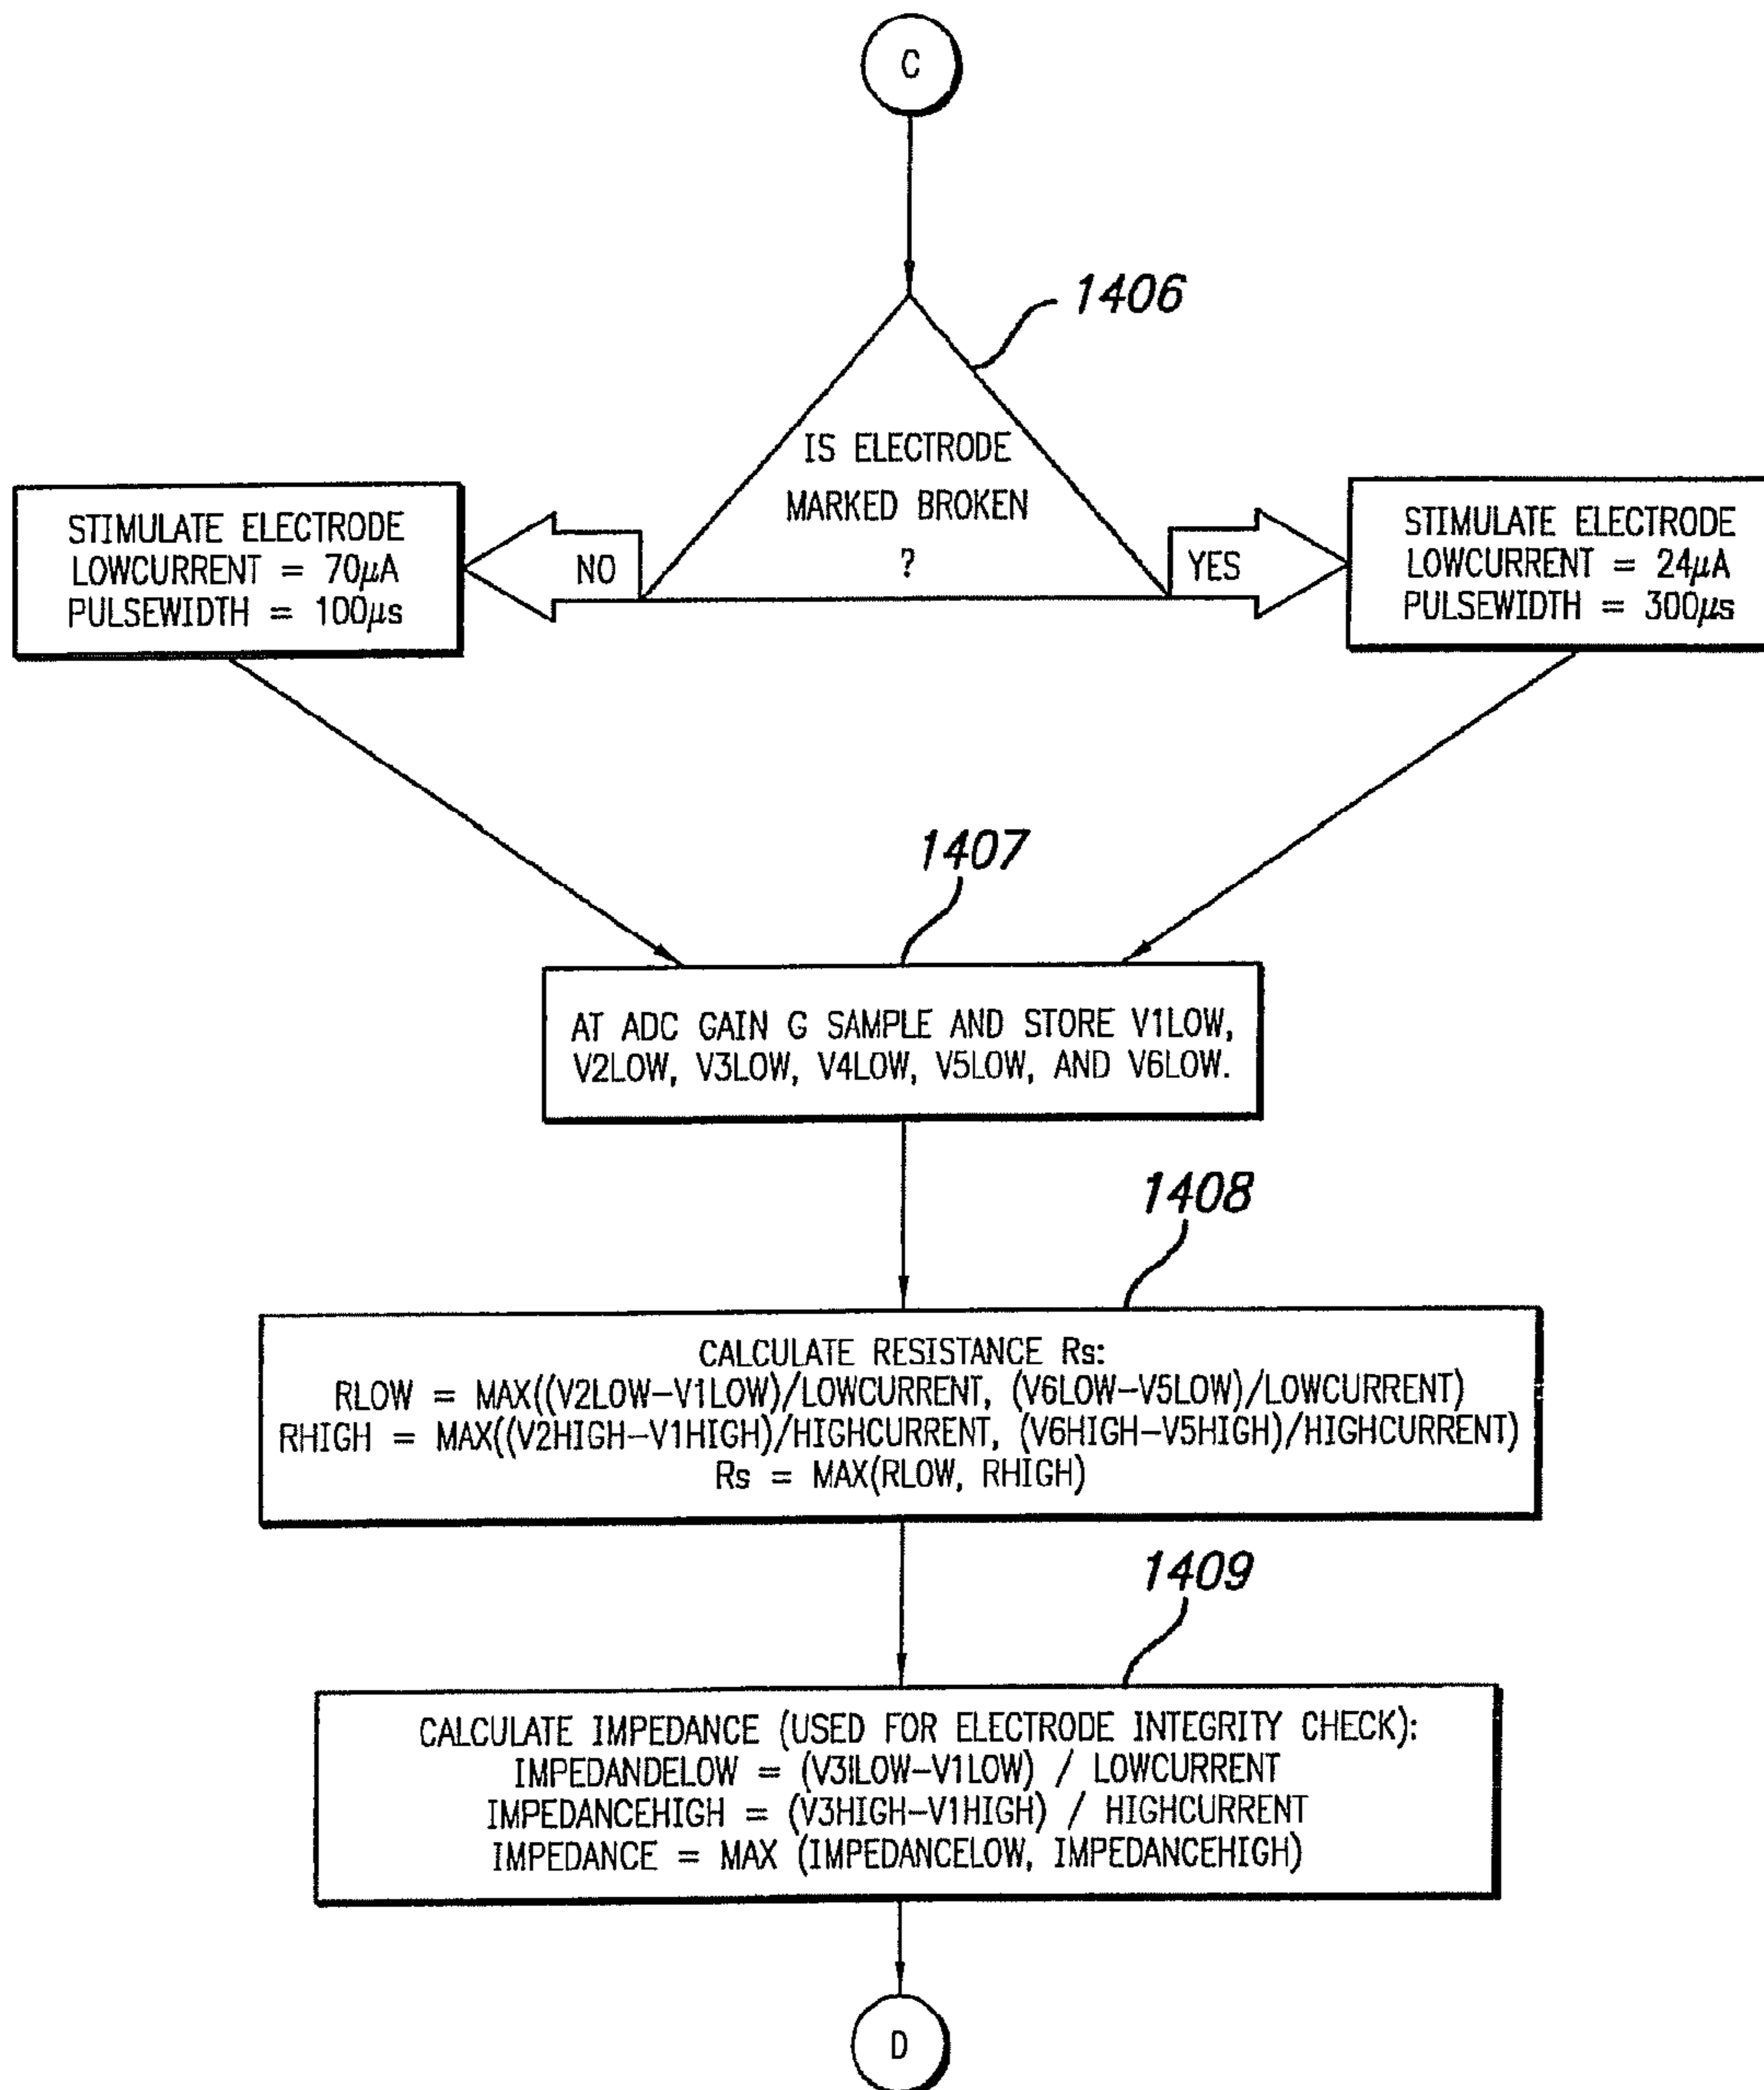 C
1406
IS ELECTRODE
MARKED BROKEN
?
NO
YES
STIMULATE ELECTRODE
LOWCURRENT = 70μA
PULSEWIDTH = 100μs
STIMULATE ELECTRODE
LOWCURRENT = 24μA
PULSEWIDTH = 300μs
1407
AT ADC GAIN G SAMPLE AND STORE V1LOW,
V2LOW, V3LOW, V4LOW, V5LOW, AND V6LOW.
1408
CALCULATE RESISTANCE Rs:
RLOW = MAX((V2LOW–V1LOW)/LOWCURRENT, (V6LOW–V5LOW)/LOWCURRENT)
RHIGH = MAX((V2HIGH–V1HIGH)/HIGHCURRENT, (V6HIGH–V5HIGH)/HIGHCURRENT)
Rs = MAX(RLOW, RHIGH)
1409
CALCULATE IMPEDANCE (USED FOR ELECTRODE INTEGRITY CHECK):
IMPEDANDELOW = (V3lLOW–V1LOW) / LOWCURRENT
IMPEDANCEHIGH = (V3HIGH–V1HIGH) / HIGHCURRENT
IMPEDANCE = MAX (IMPEDANCELOW, IMPEDANCEHIGH)
D